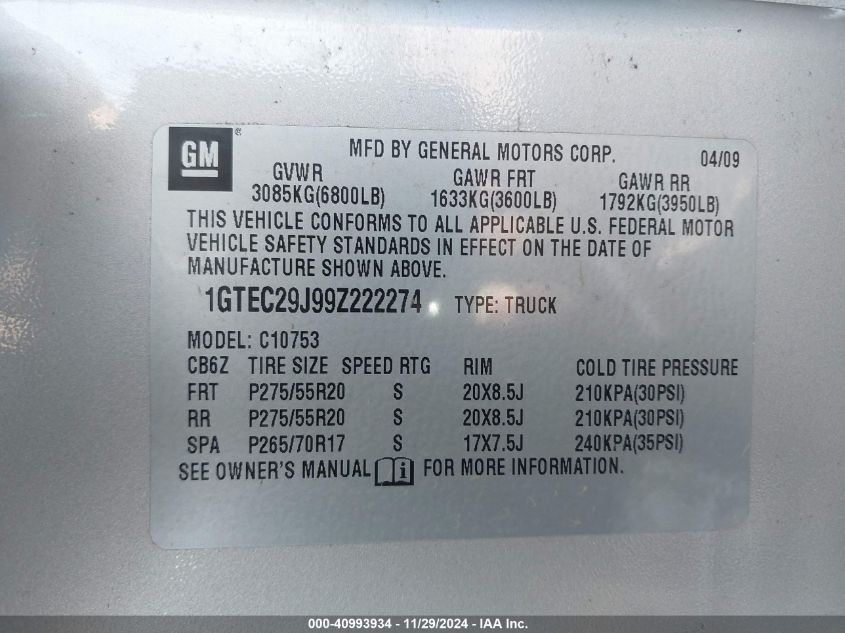 GM ®
MFD BY GENERAL MOTORS CORP. 04/09
GVWR GAWR FRT GAWR RR
3085KG(6800LB) 1633KG(3600LB) 1792KG(3950LB)
THIS VEHICLE CONFORMS TO ALL APPLICABLE U.S. FEDERAL MOTOR
VEHICLE SAFETY STANDARDS IN EFFECT ON THE DATE OF
MANUFACTURE SHOWN ABOVE.
1GTEC29J99Z222274 TYPE: TRUCK
MODEL: C10753
CB6Z TIRE SIZE SPEED RTG RIM COLD TIRE PRESSURE
FRT P275/55R20 S 20X8.5J 210KPA(30PSI)
RR P275/55R20 S 20X8.5J 210KPA(30PSI)
SPA P265/70R17 S 17X7.5J 240KPA(35PSI)
SEE OWNER'S MANUAL i FOR MORE INFORMATION.
000-40993934 - 11/29/2024 - IAA Inc.